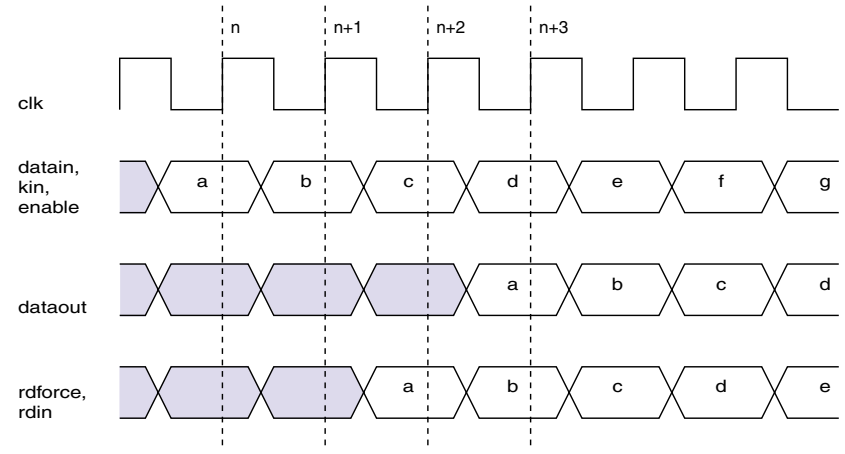 n n+1 n+2 n+3
clk
datain,
kin,
enable
a b c d e f g
dataout
a b c d
rdforce,
rdin
a b c d e